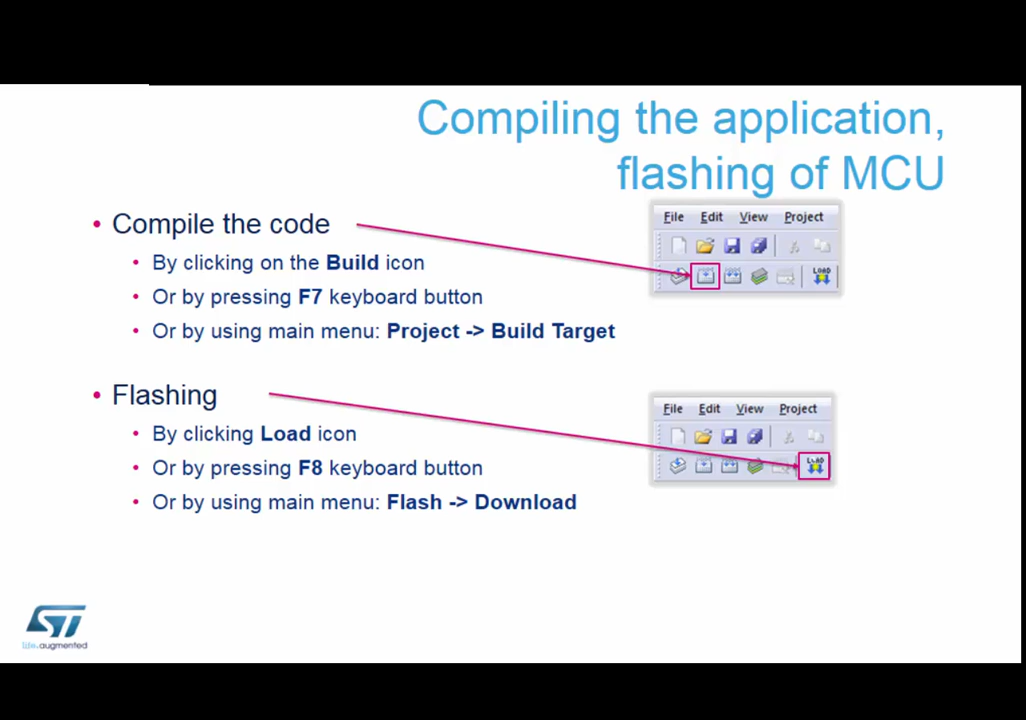 Compiling the application,
flashing of MCU
• Compile the code
• By clicking on the Build icon
• Or by pressing F7 keyboard button
• Or by using main menu: Project -> Build Target
File Edit View Project
LOAD
• Flashing
• By clicking Load icon
• Or by pressing F8 keyboard button
• Or by using main menu: Flash -> Download
File Edit View Project
LOAD
ST
life.augmented